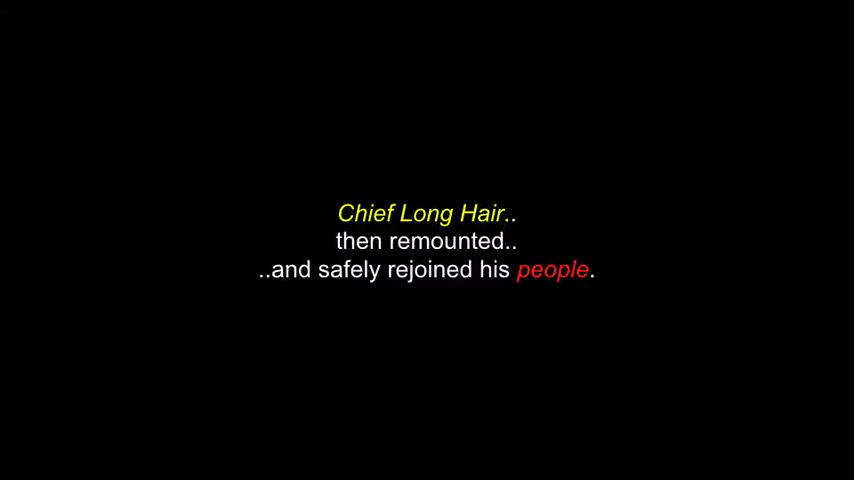 Chief Long Hair..
then remounted..
..and safely rejoined his people.